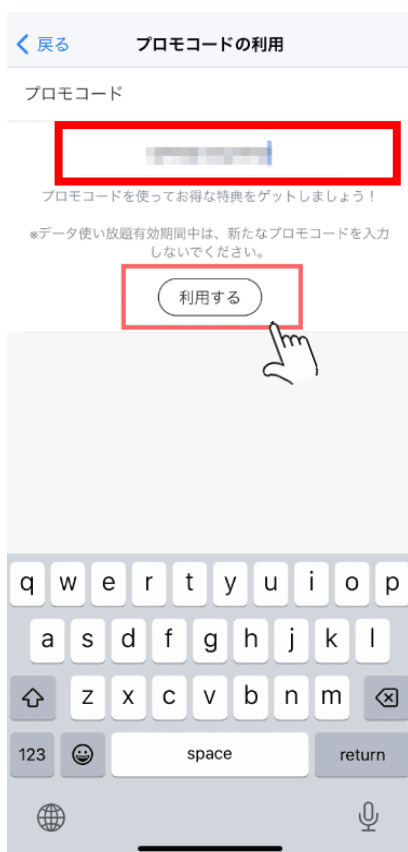 戻る プロモコードの利用
プロモコード
プロモコードを使ってお得な特典をゲットしましょう！
※データ使い放題有効期間中は、新たなプロモコードを入力
しないでください。
利用する
q w e r t y u i o p
a s d f g h j k l
z x c v b n m
123 space return